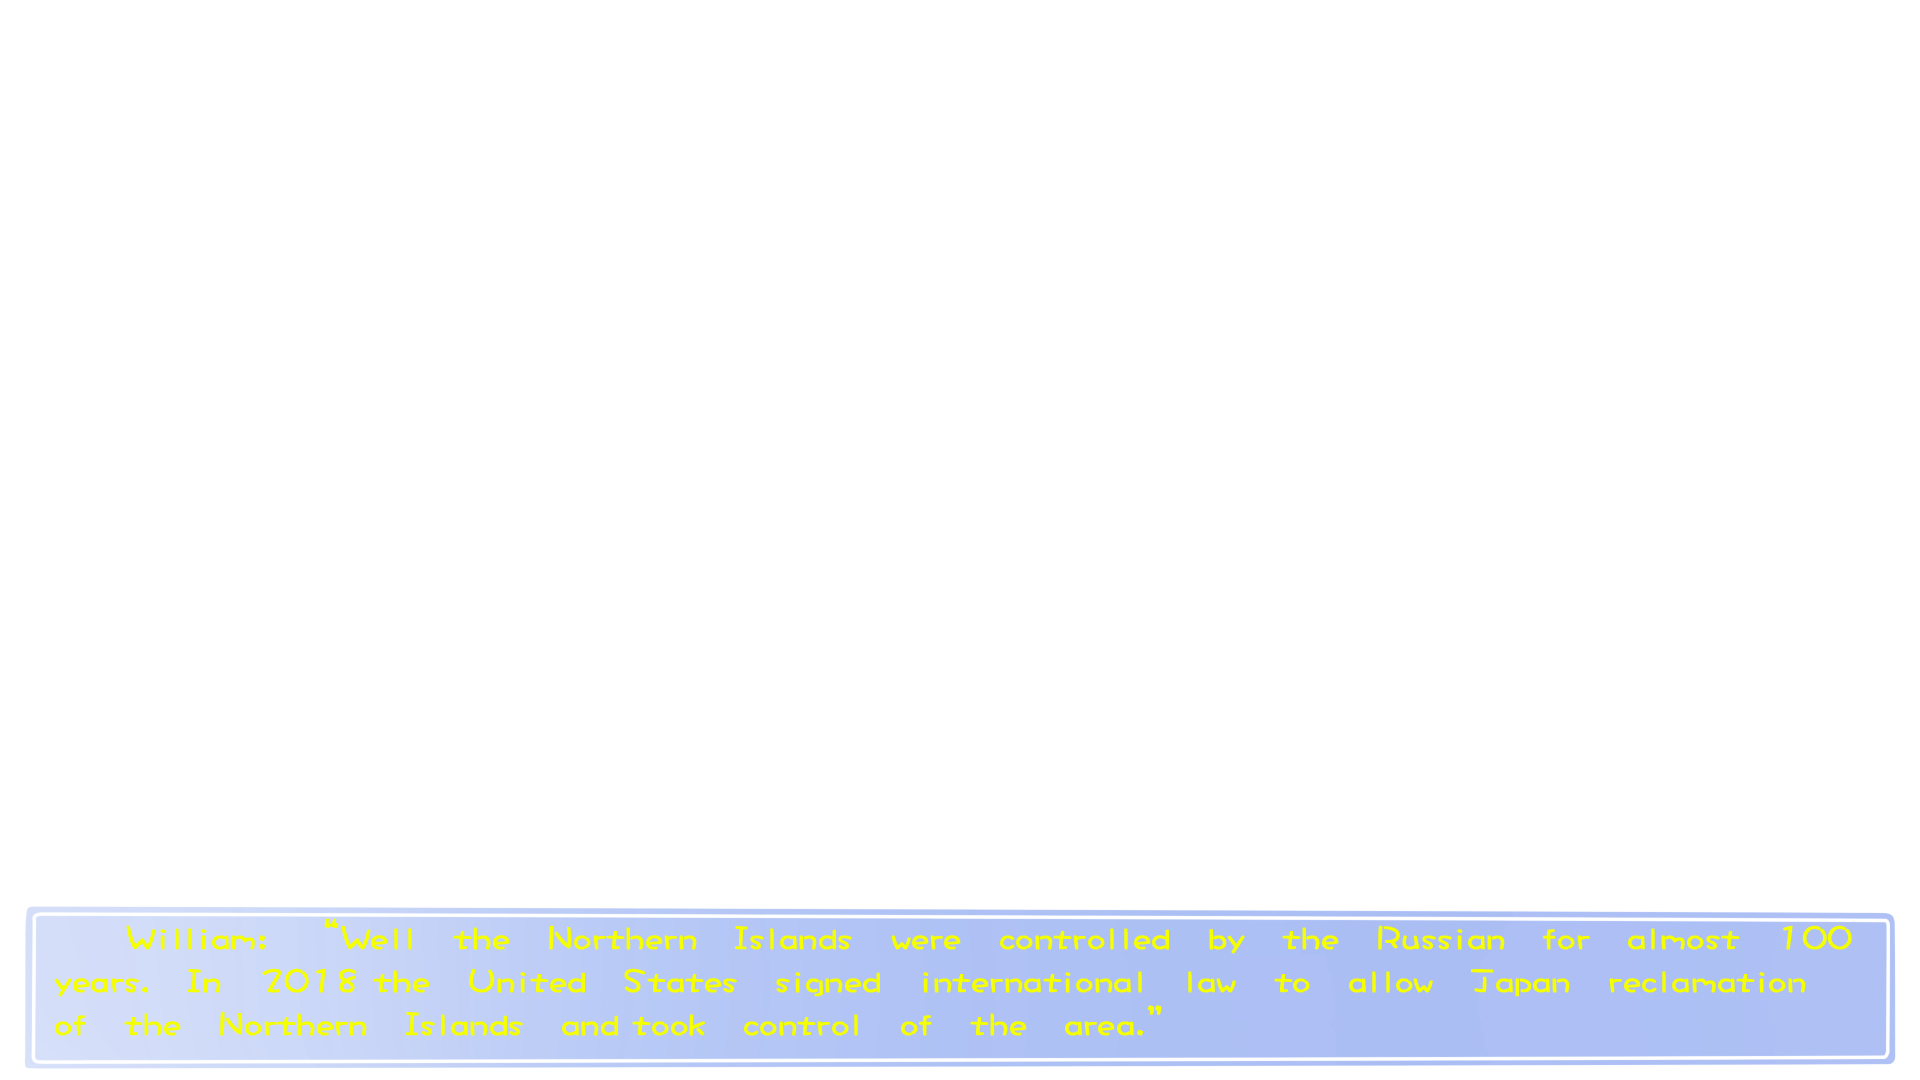 William: “Well the Northern Islands were controlled by the Russian for almost 100
years. In 2018 the United States signed international law to allow Japan reclamation
of the Northern Islands and took control of the area.”